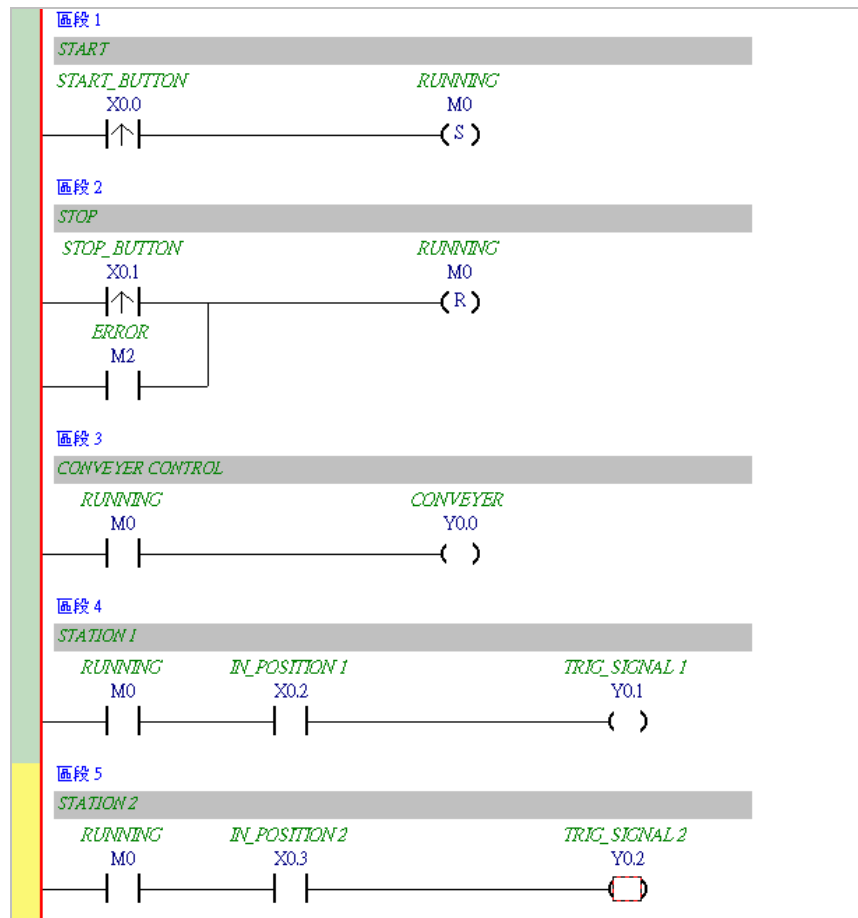 區段 1
START
START_BUTTON RUNNING
X0.0 M0
S
區段 2
STOP
STOP_BUTTON RUNNING
X0.1 M0
R
ERROR
M2
區段 3
CONVEYER CONTROL
RUNNING CONVEYER
M0 Y0.0
區段 4
STATION 1
RUNNING IN_POSITION 1 TRIG_SIGNAL 1
M0 X0.2 Y0.1
區段 5
STATION 2
RUNNING IN_POSITION 2 TRIG_SIGNAL 2
M0 X0.3 Y0.2